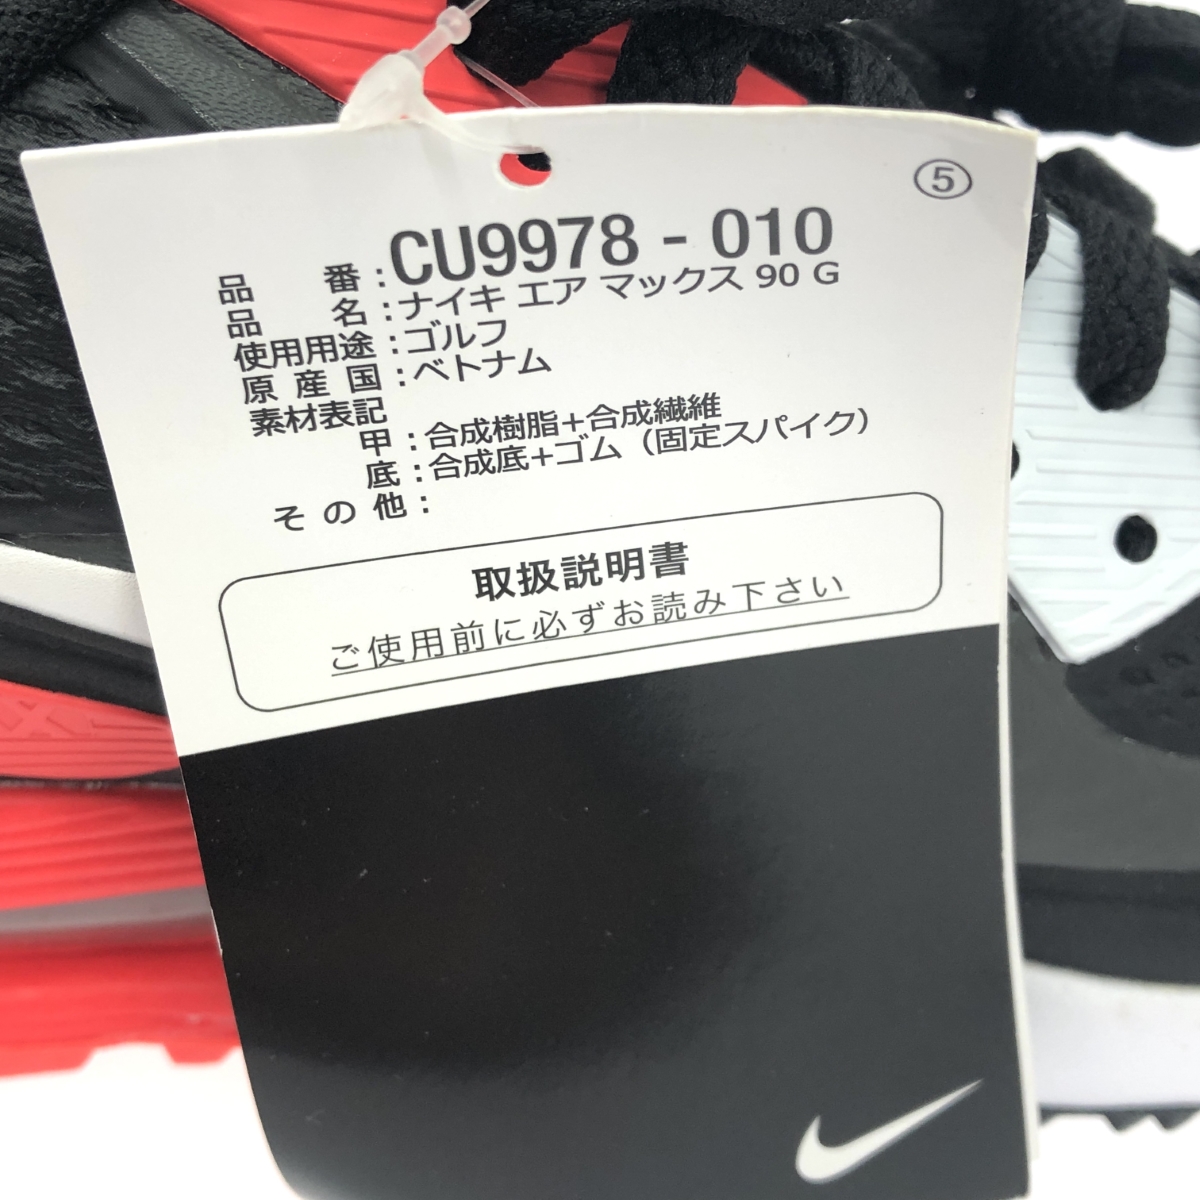 ⑤
品番:CU9978-010
品名:ナイキ エア マックス 90 G
使用用途:ゴルフ
原産国:ベトナム
素材表記
甲:合成樹脂+合成繊維
底:合成底+ゴム（固定スパイク）
その他:
取扱説明書
ご使用前に必ずお読み下さい